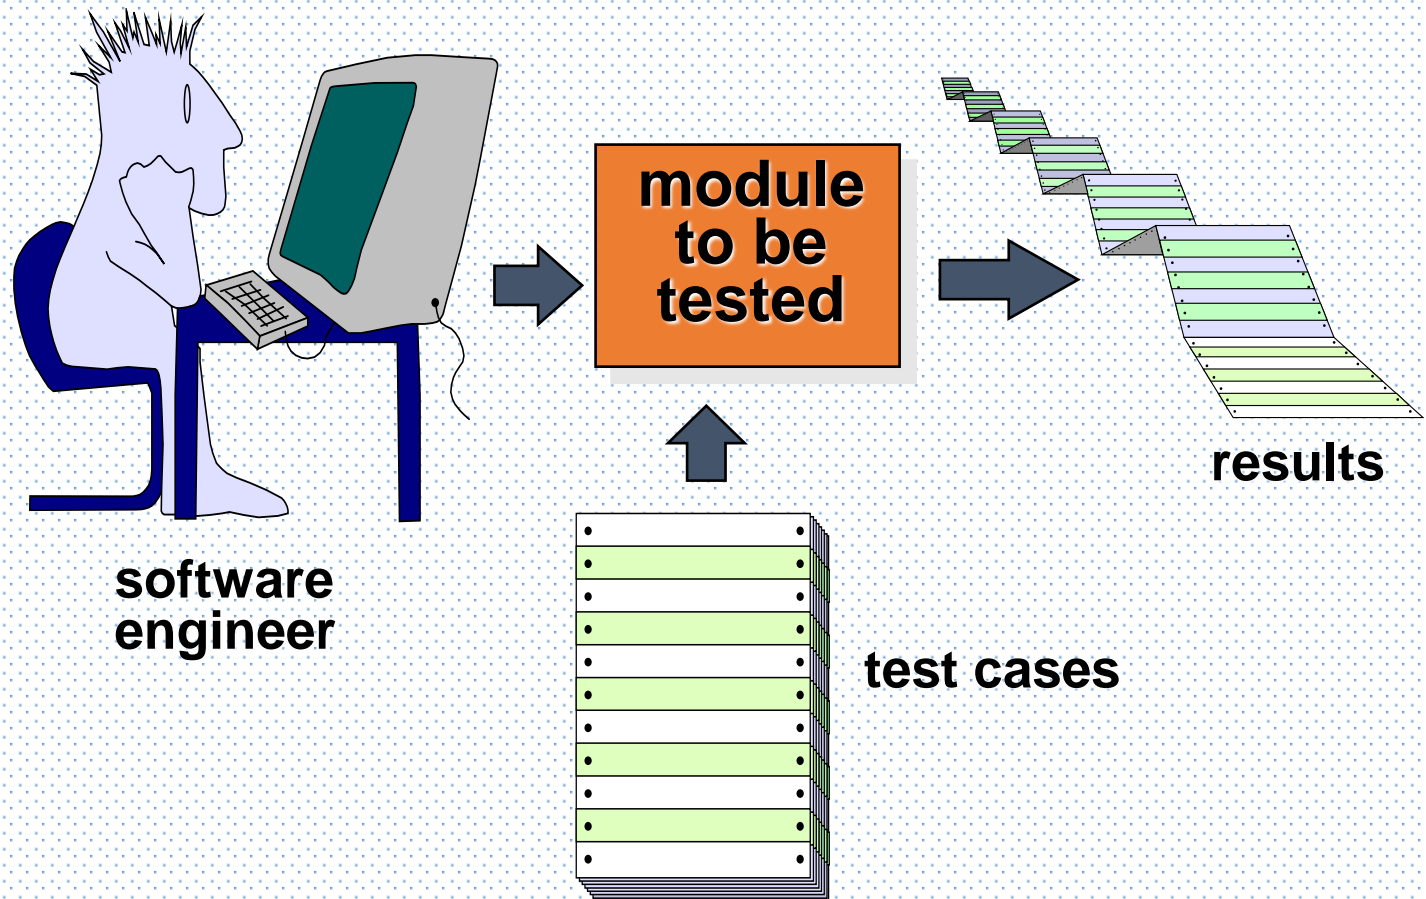 module
to be
tested
results
software
engineer
test cases